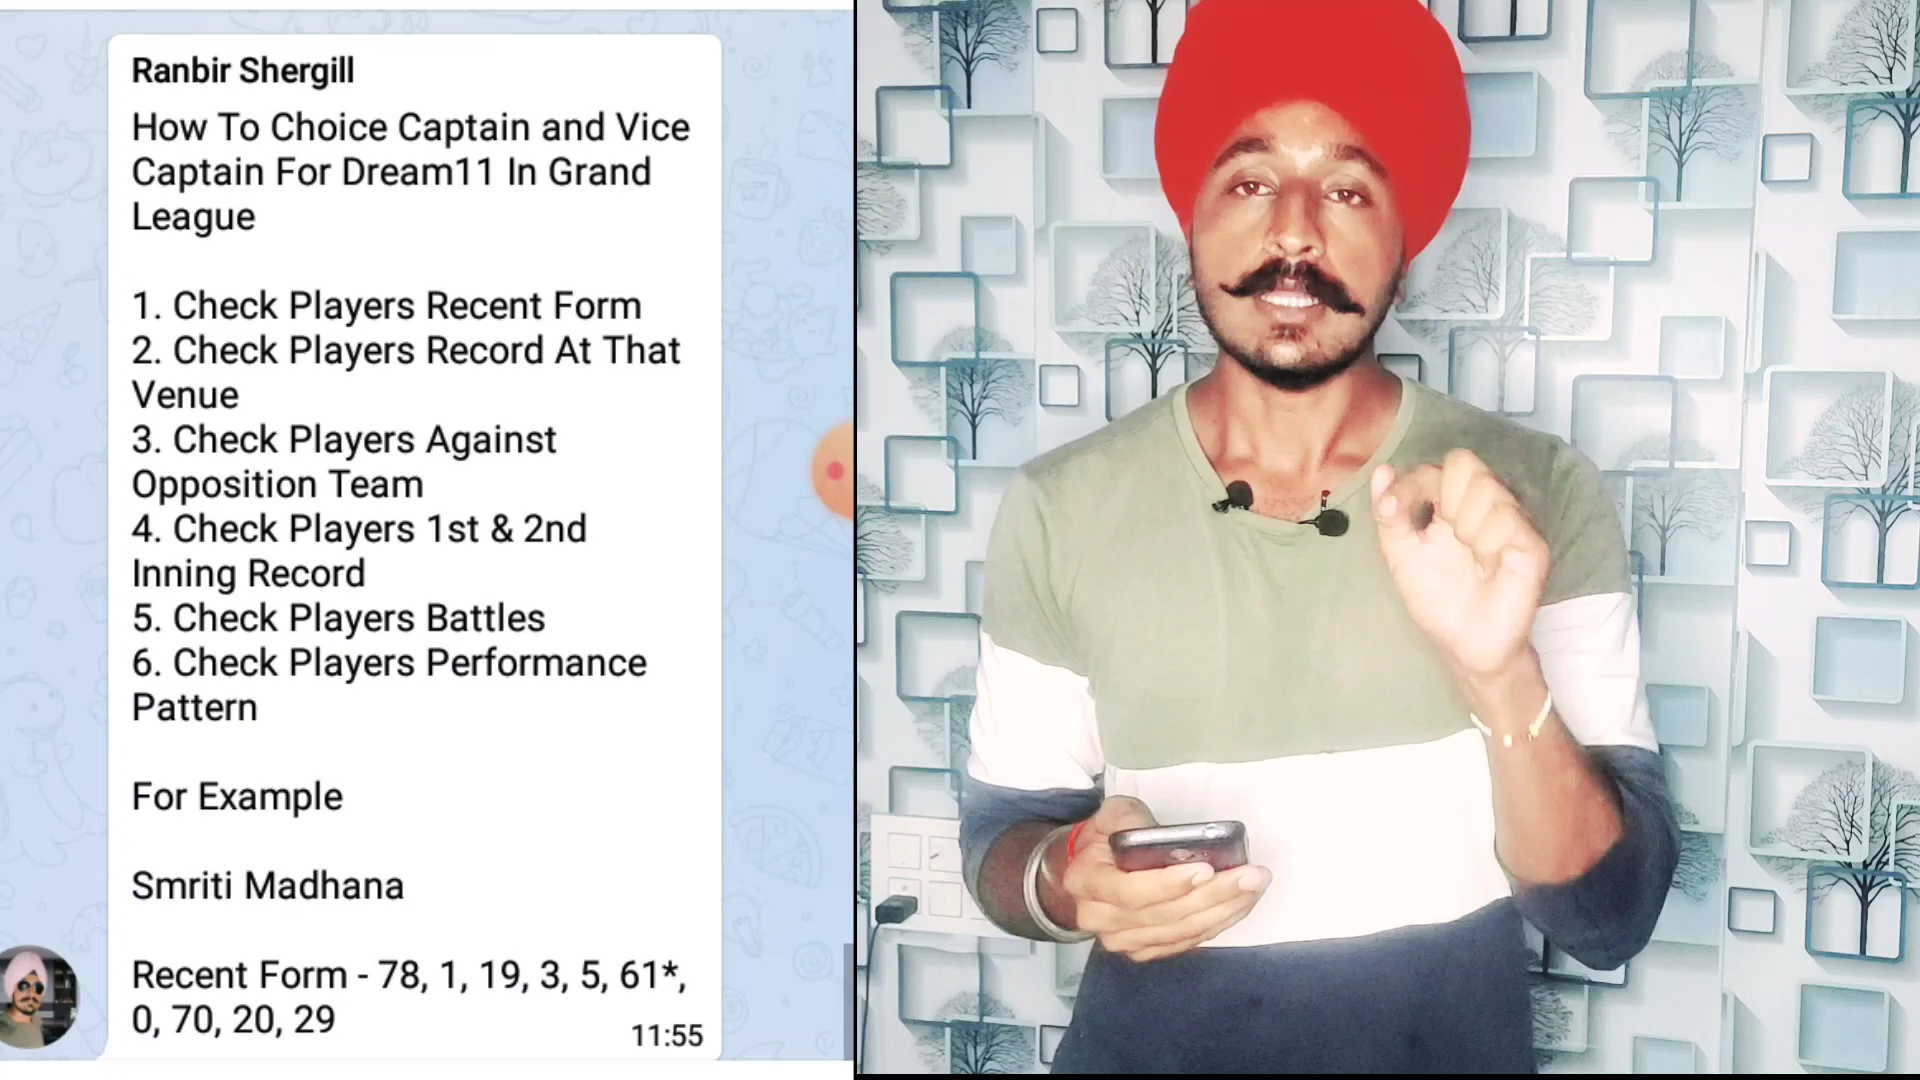 Ranbir Shergill
How To Choice Captain and Vice
Captain For Dream11 In Grand
League
1. Check Players Recent Form
2. Check Players Record At That
Venue
3. Check Players Against
Opposition Team
4. Check Players 1st & 2nd
Inning Record
5. Check Players Battles
6. Check Players Performance
Pattern
For Example
Smriti Madhana
Recent Form - 78, 1, 19, 3, 5, 61*,
0, 70, 20, 29
11:55